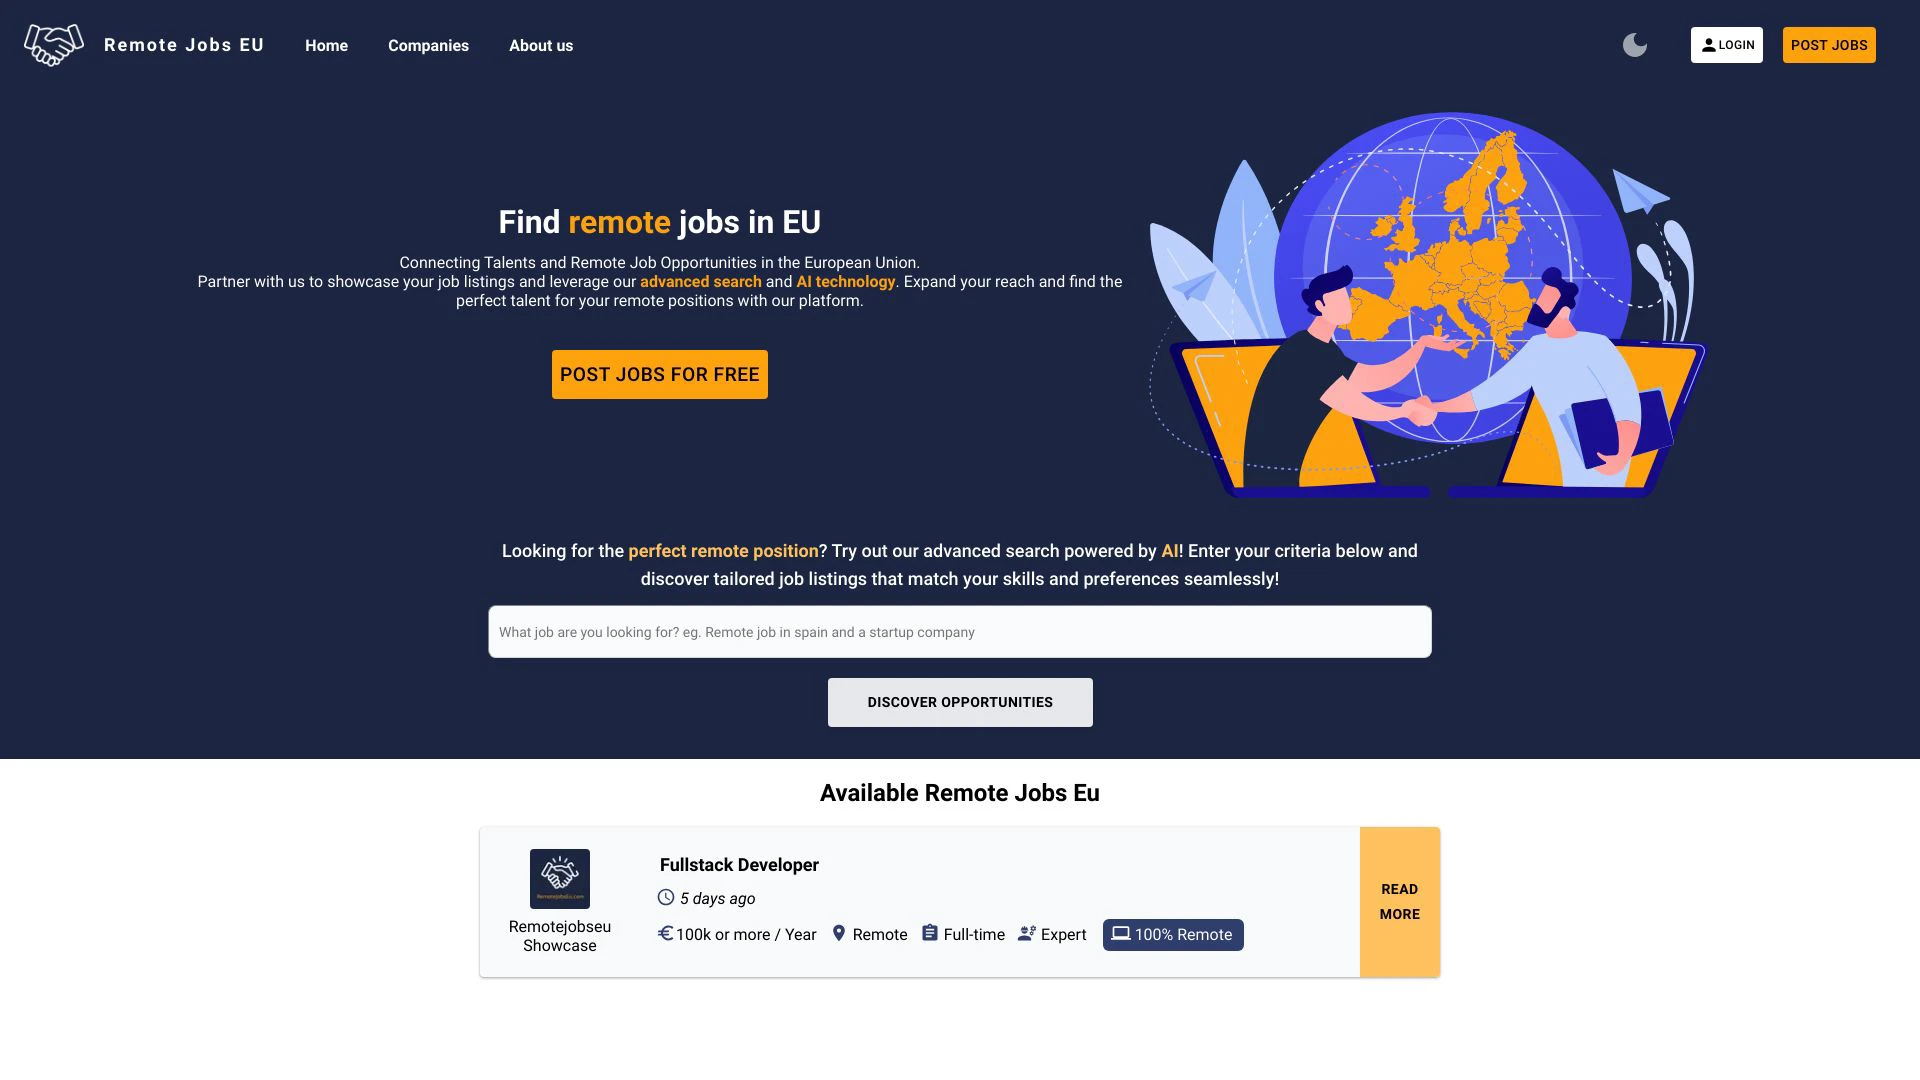 Remote Jobs EU
Home
Companies
About us
LOGIN
POST JOBS
Find remote jobs in EU
Connecting Talents and Remote Job Opportunities in the European Union.
Partner with us to showcase your job listings and leverage our advanced search and AI technology. Expand your reach and find the
perfect talent for your remote positions with our platform.
POST JOBS FOR FREE
Looking for the perfect remote position? Try out our advanced search powered by AI! Enter your criteria below and
discover tailored job listings that match your skills and preferences seamlessly!
What job are you looking for? eg. Remote job in spain and a startup company
DISCOVER OPPORTUNITIES
Available Remote Jobs Eu
Remotejobseu
Showcase
Fullstack Developer
5 days ago
100k or more / Year
Remote
Full-time
Expert
100% Remote
READ
MORE